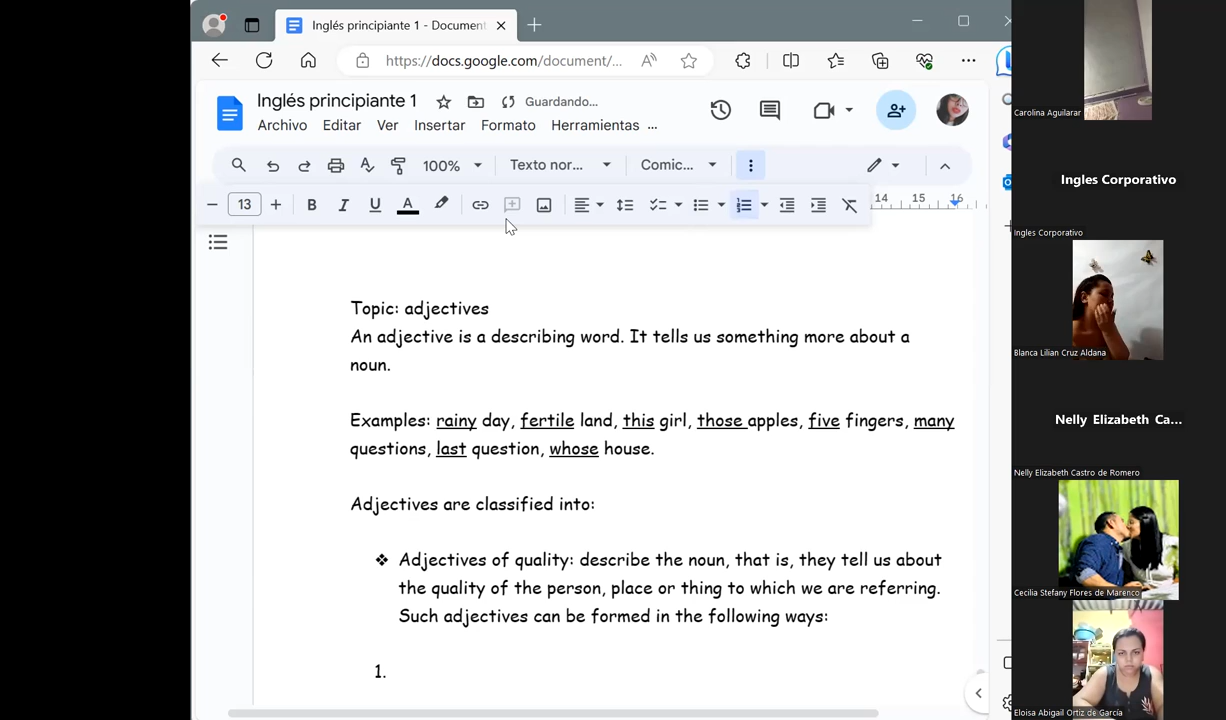 Inglés principiante 1 - Document
https://docs.google.com/document/...
Inglés principiante 1
Guardando...
Archivo Editar Ver Insertar Formato Herramientas ...
100% Texto nor... Comic...
13
14 15 16
Topic: adjectives
An adjective is a describing word. It tells us something more about a
noun.
Examples: rainy day, fertile land, this girl, those apples, five fingers, many
questions, last question, whose house.
Adjectives are classified into:
❖ Adjectives of quality: describe the noun, that is, they tell us about
the quality of the person, place or thing to which we are referring.
Such adjectives can be formed in the following ways:
1.
Carolina Aguilarar
Ingles Corporativo
Ingles Corporativo
Blanca Lilian Cruz Aldana
Nelly Elizabeth Ca...
Nelly Elizabeth Castro de Romero
Cecilia Stefany Flores de Marenco
Eloisa Abigail Ortiz de García